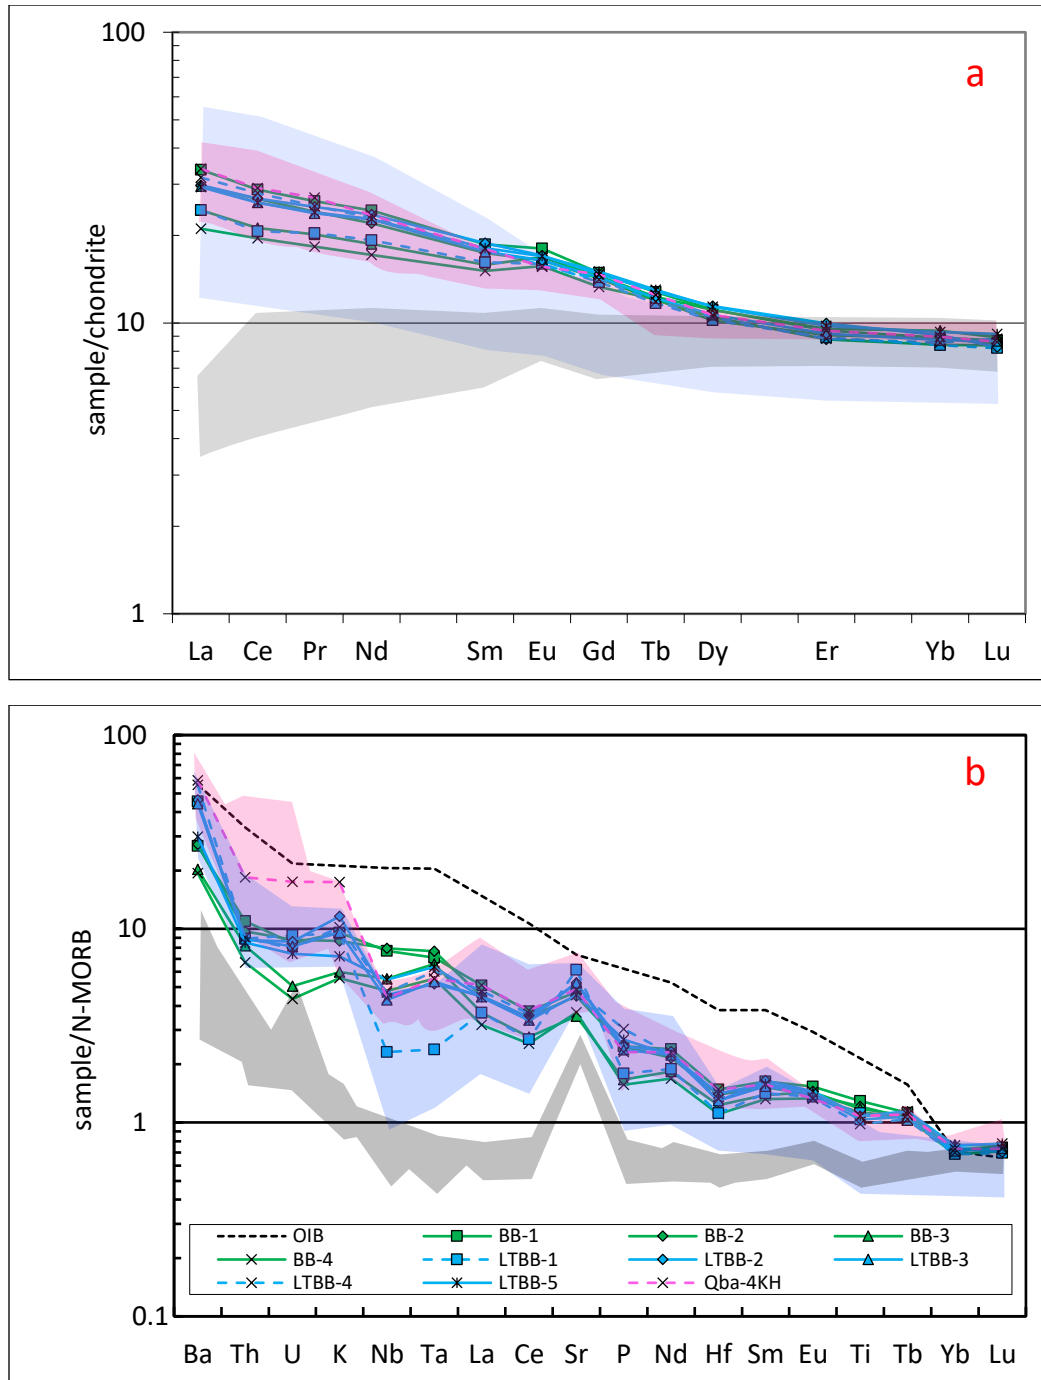 100
a
sample/chondrite
10
1
La Ce Pr Nd Sm Eu Gd Tb Dy Er Yb Lu
100
b
sample/N-MORB
10
1
OIB BB-1 BB-2 BB-3
BB-4 LTBB-1 LTBB-2 LTBB-3
LTBB-4 LTBB-5 Qba-4KH
0.1
Ba Th U K Nb Ta La Ce Sr P Nd Hf Sm Eu Ti Tb Yb Lu